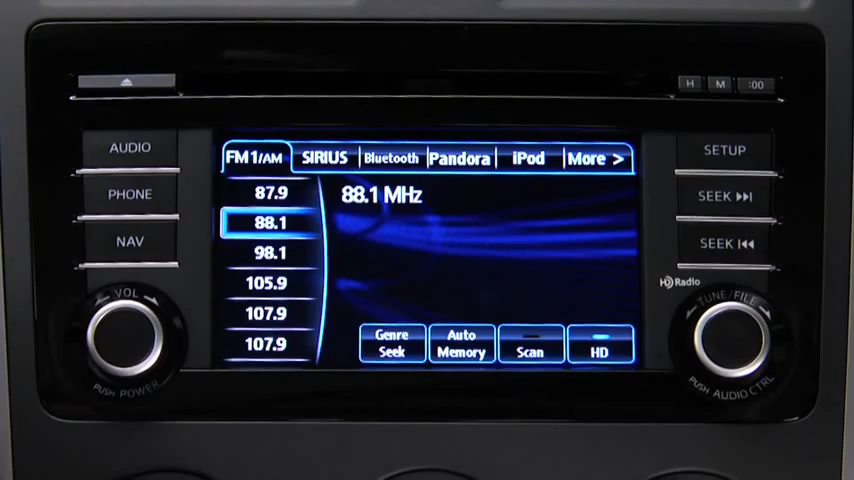 H M :00
AUDIO
PHONE
NAV
VOL
PUSH POWER
FM1/AM SIRIUS Bluetooth Pandora iPod More >
87.9
88.1
98.1
105.9
107.9
107.9
88.1 MHz
Genre Seek
Auto Memory
Scan
HD
SETUP
SEEK
SEEK
HD Radio
TUNE/FILE
PUSH AUDIO CTRL